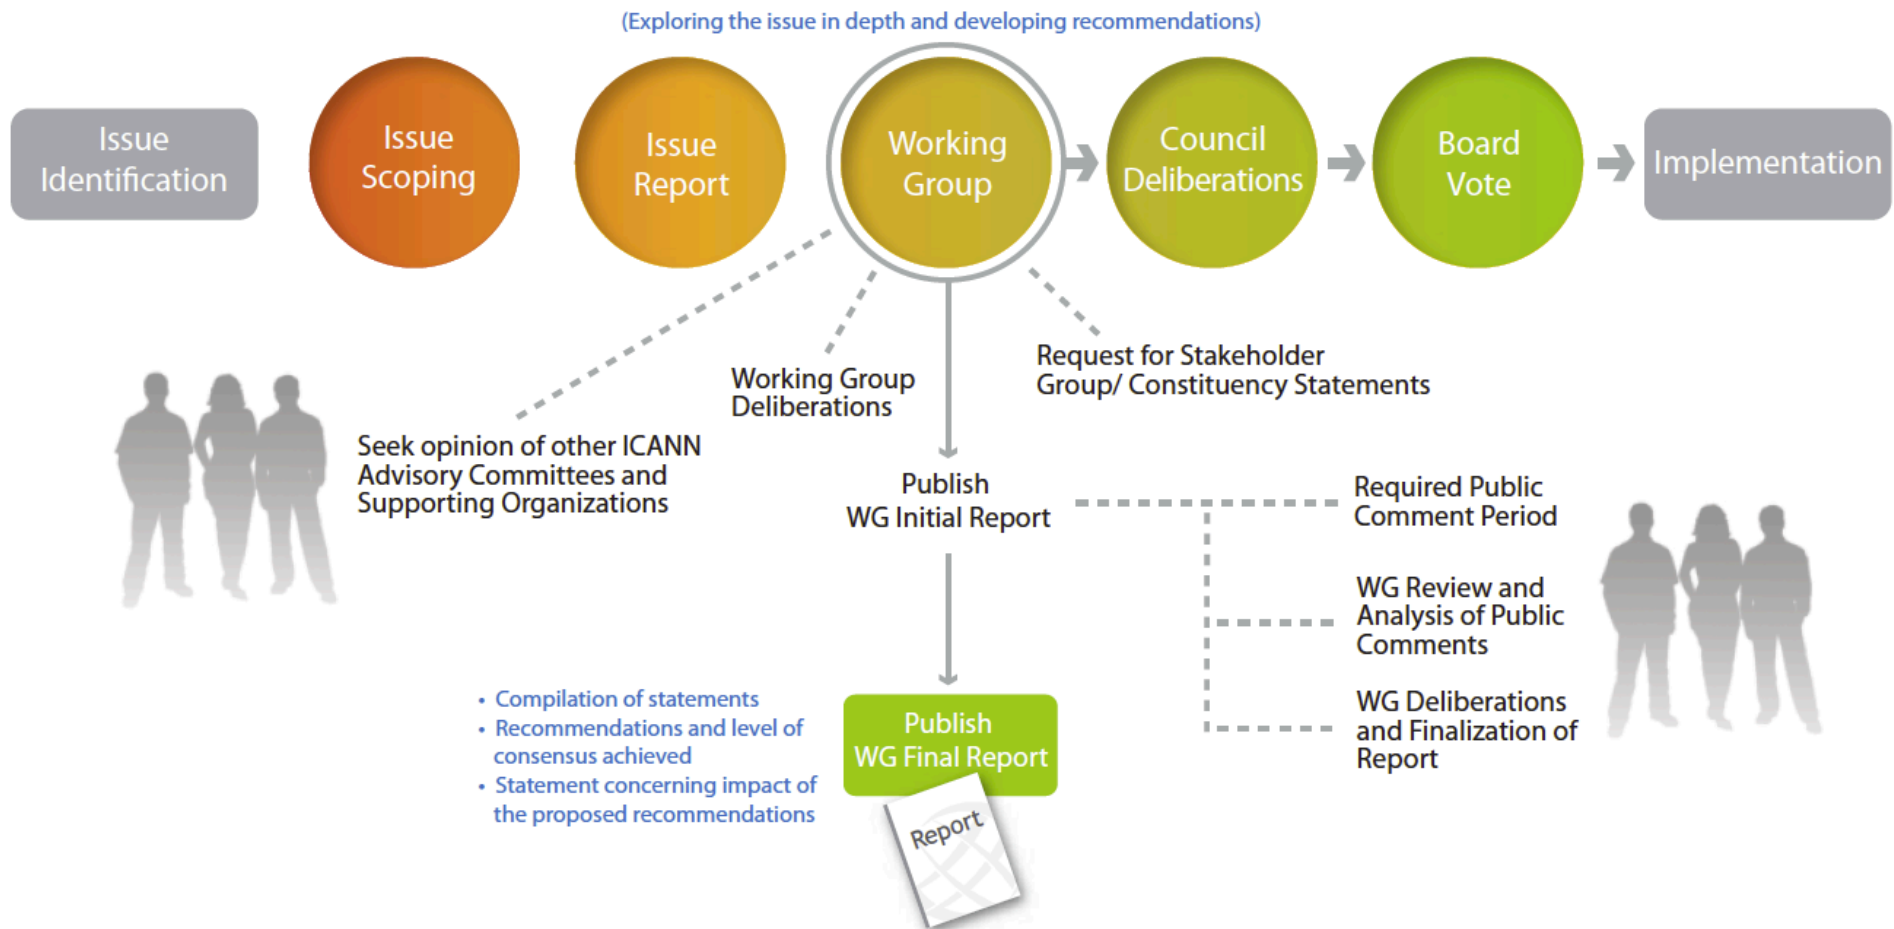 (Exploring the issue in depth and developing recommendations)
Issue
Identification
Issue
Scoping
Issue
Report
Working
Group
Council
Deliberations
Board
Vote
Implementation
Seek opinion of other ICANN
Advisory Committees and
Supporting Organizations
Working Group
Deliberations
Request for Stakeholder
Group/ Constituency Statements
Publish
WG Initial Report
Required Public
Comment Period
WG Review and
Analysis of Public
Comments
WG Deliberations
and Finalization of
Report
• Compilation of statements
• Recommendations and level of
consensus achieved
• Statement concerning impact of
the proposed recommendations
Publish
WG Final Report
Report